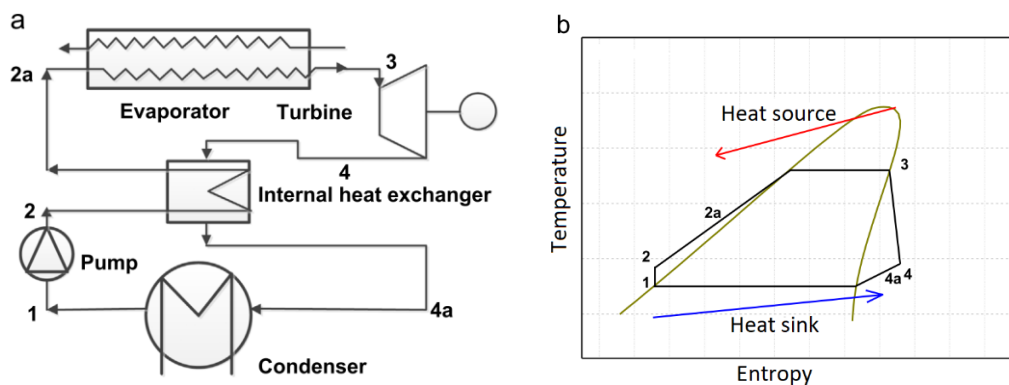 a
3
2a
Evaporator
Turbine
4
Internal heat exchanger
2
Pump
1
4a
Condenser
b
Temperature
Heat source
3
2a
2
1
4a
4
Heat sink
Entropy